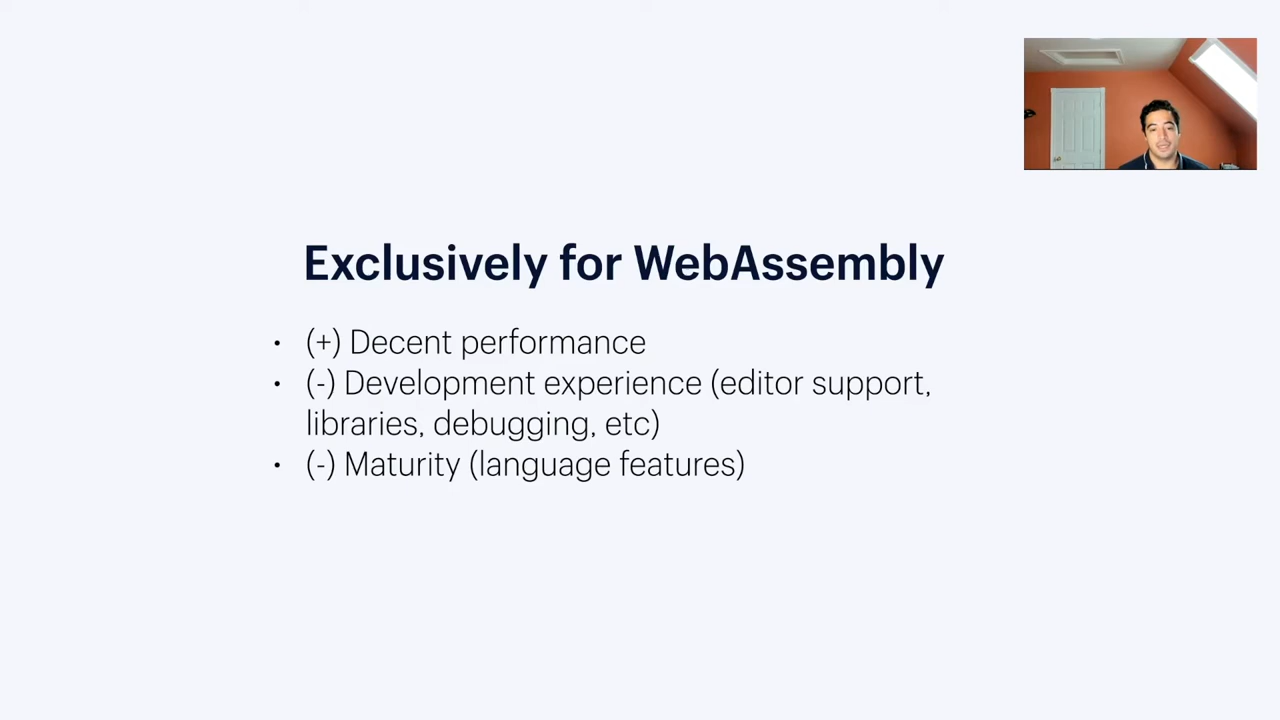 Exclusively for WebAssembly
• (+) Decent performance
• (-) Development experience (editor support,
libraries, debugging, etc)
• (-) Maturity (language features)